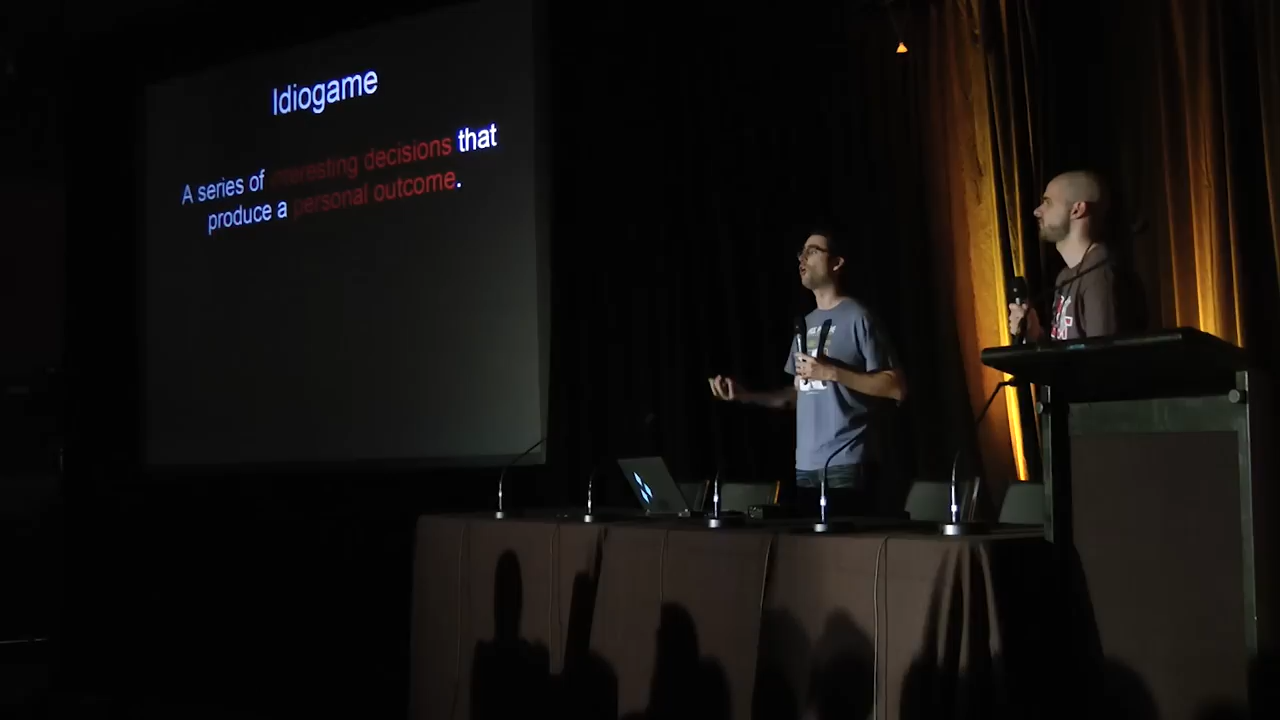 Idiogame
A series of interesting decisions that
produce a personal outcome.